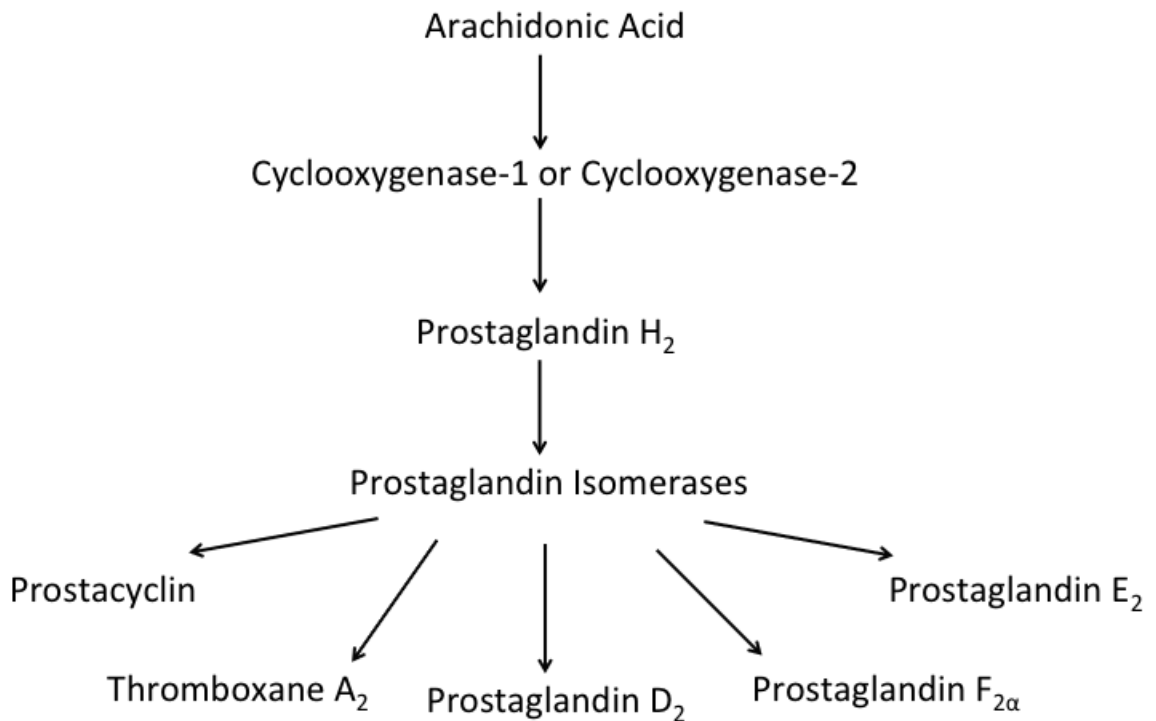 Arachidonic Acid
Cyclooxygenase-1 or Cyclooxygenase-2
Prostaglandin H₂
Prostaglandin Isomerases
Prostacyclin
Prostaglandin E₂
Thromboxane A₂
Prostaglandin D₂
Prostaglandin F₂α